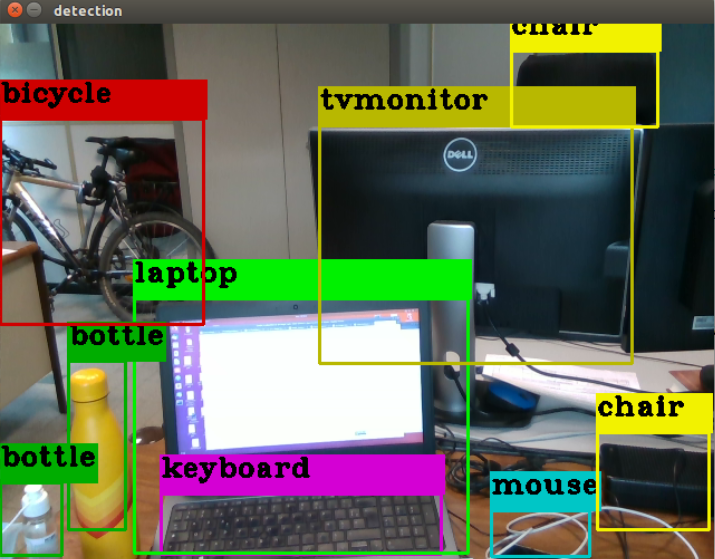 detection
chair
bicycle
tvmonitor
DELL
laptop
bottle
chair
bottle
keyboard
mouse